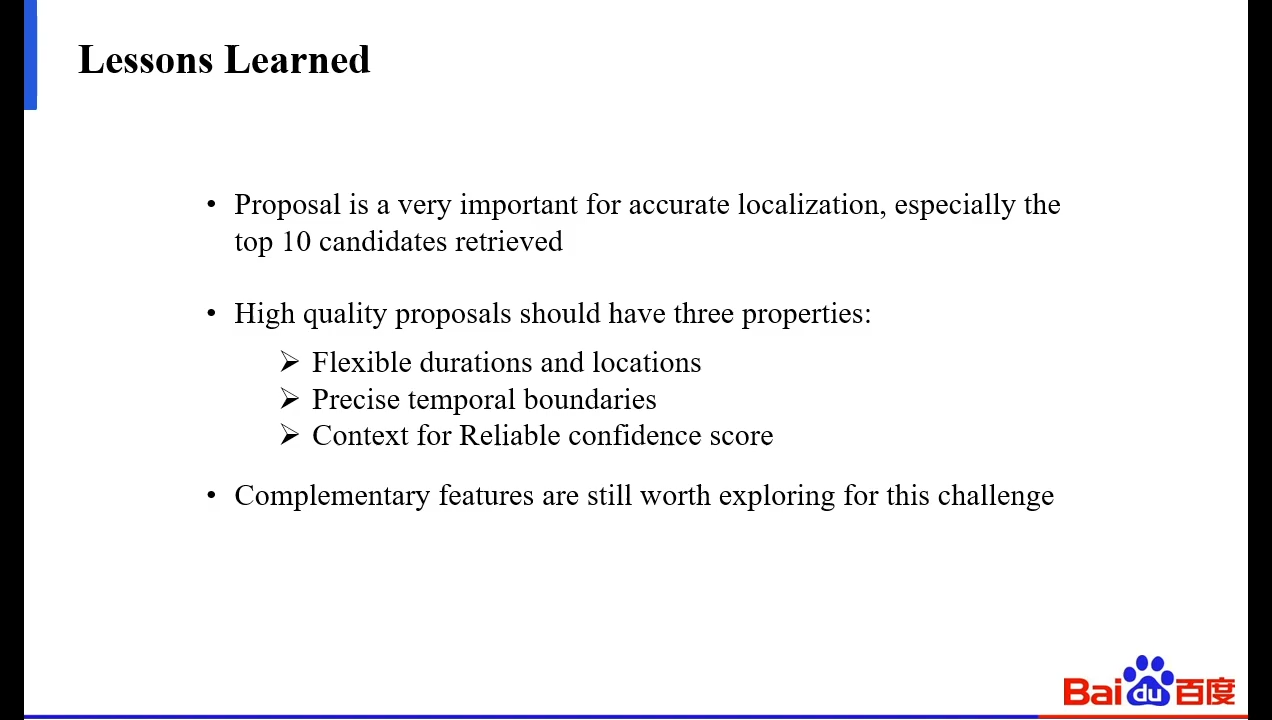 Lessons Learned
• Proposal is a very important for accurate localization, especially the
top 10 candidates retrieved
• High quality proposals should have three properties:
➢ Flexible durations and locations
➢ Precise temporal boundaries
➢ Context for Reliable confidence score
• Complementary features are still worth exploring for this challenge
Baidu百度